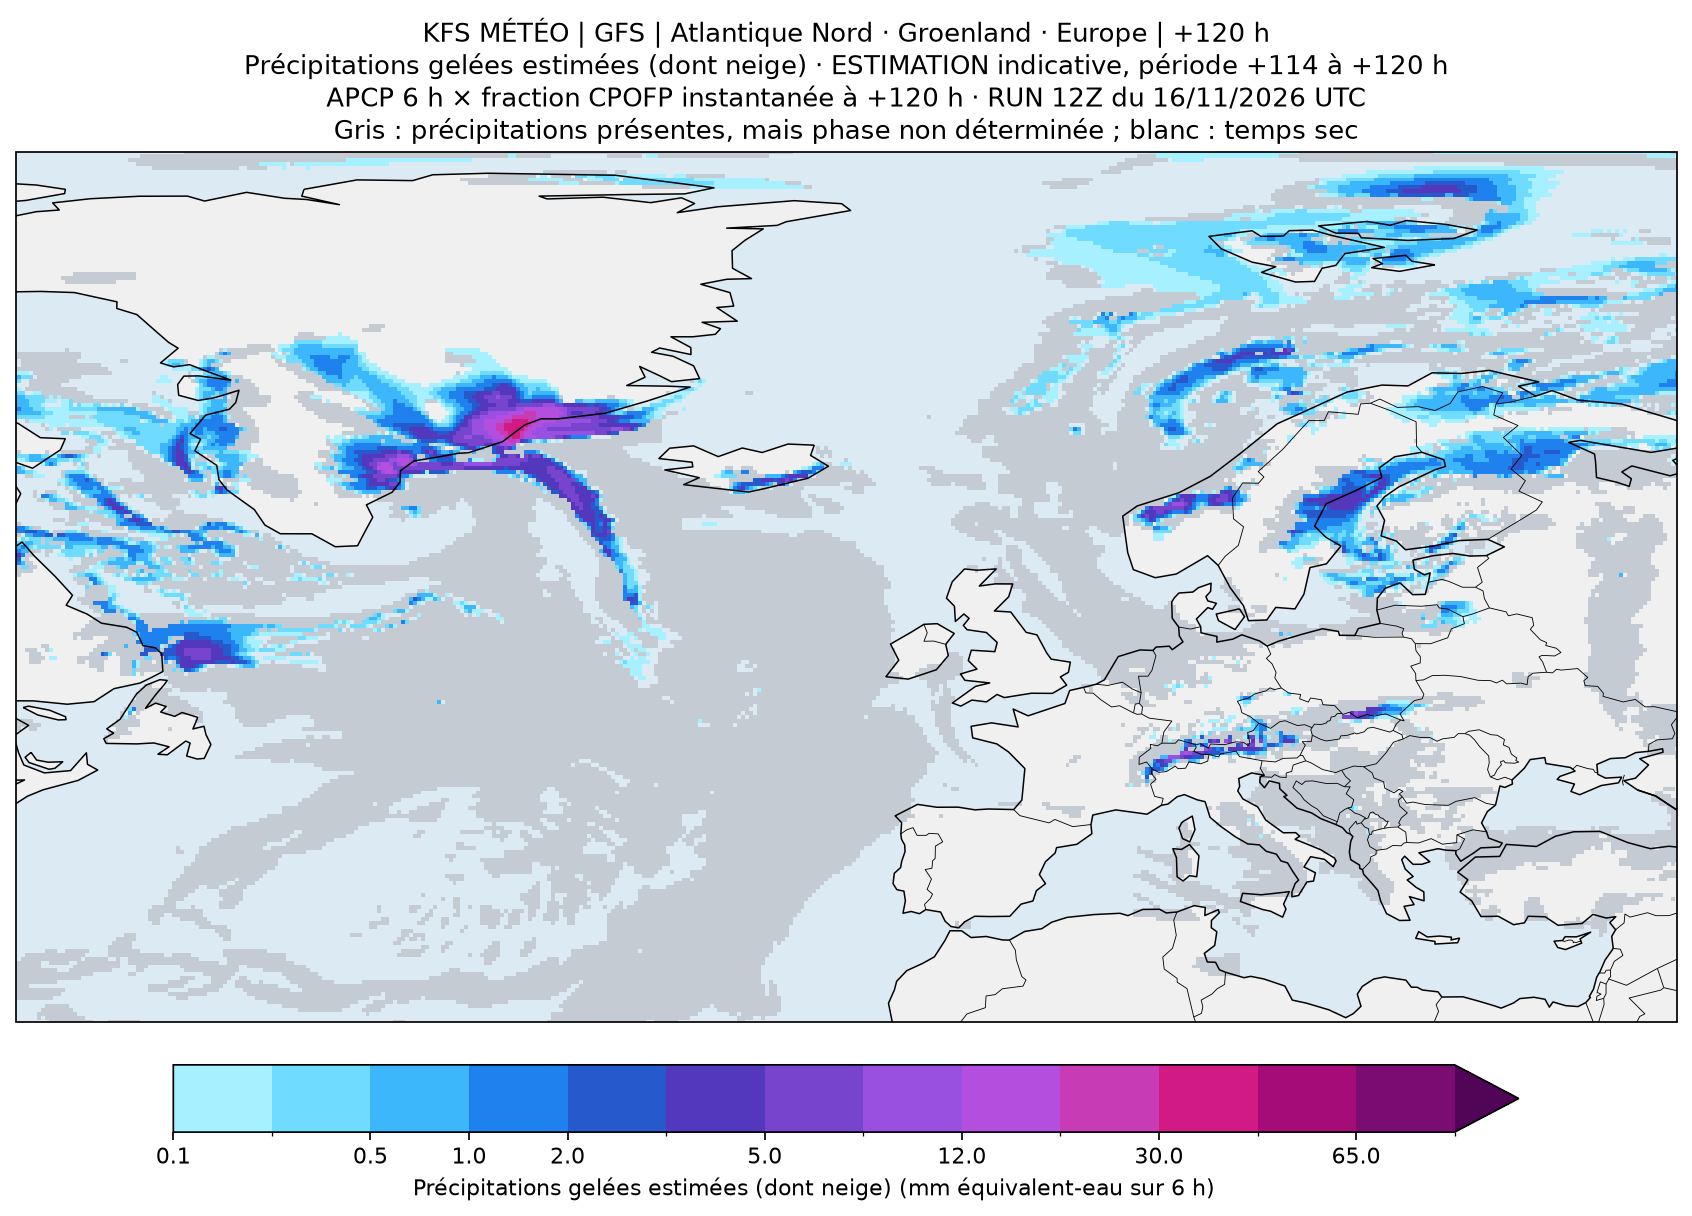 KFS MÉTÉO | GFS | Atlantique Nord · Groenland · Europe | +120 h
Précipitations gelées estimées (dont neige) · ESTIMATION indicative, période +114 à +120 h
APCP 6 h × fraction CPOFP instantanée à +120 h · RUN 12Z du 16/11/2026 UTC
Gris : précipitations présentes, mais phase non déterminée ; blanc : temps sec
0.1 0.5 1.0 2.0 5.0 12.0 30.0 65.0
Précipitations gelées estimées (dont neige) (mm équivalent-eau sur 6 h)